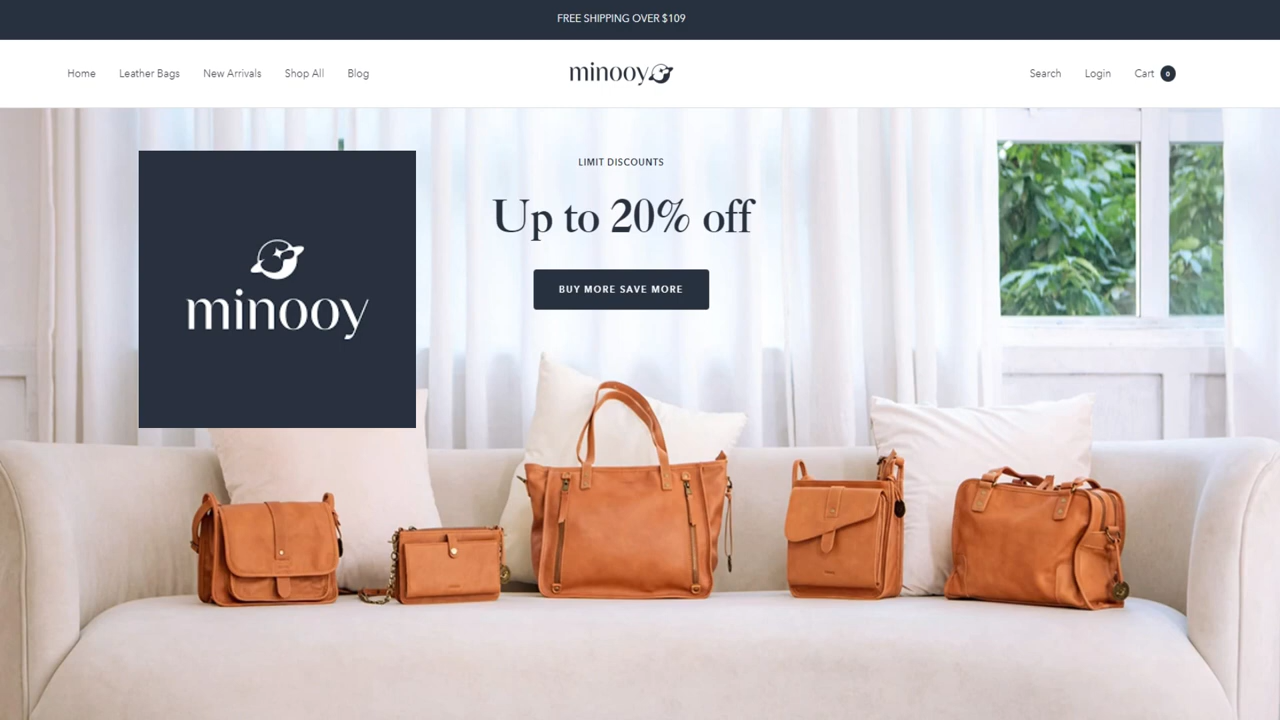 FREE SHIPPING OVER $109
Home Leather Bags New Arrivals Shop All Blog
minooy
Search Login Cart 0
LIMIT DISCOUNTS
Up to 20% off
BUY MORE SAVE MORE
minooy